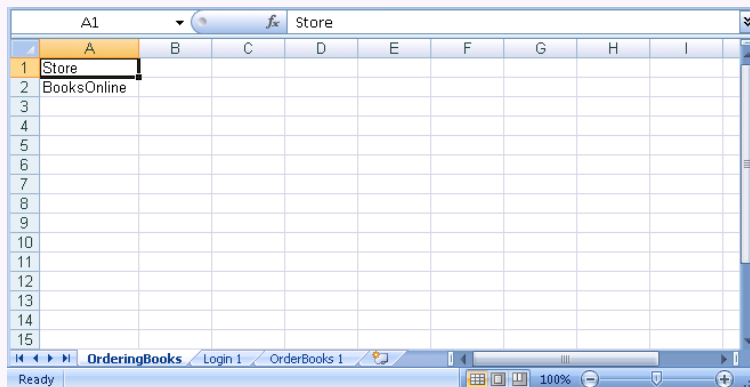 A1 fx Store
A B C D E F G H I
1 Store
2 BooksOnline
3
4
5
6
7
8
9
10
11
12
13
14
15
OrderingBooks Login 1 OrderBooks 1
Ready 100%